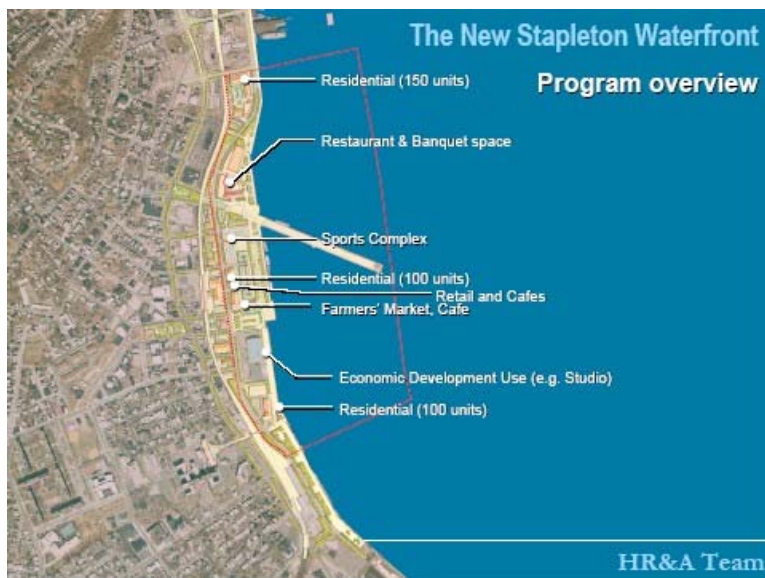 The New Stapleton Waterfront
Program overview
Residential (150 units)
Restaurant & Banquet space
Sports Complex
Residential (100 units)
Retail and Cafes
Farmers' Market, Cafe
Economic Development Use (e.g. Studio)
Residential (100 units)
HR&A Team